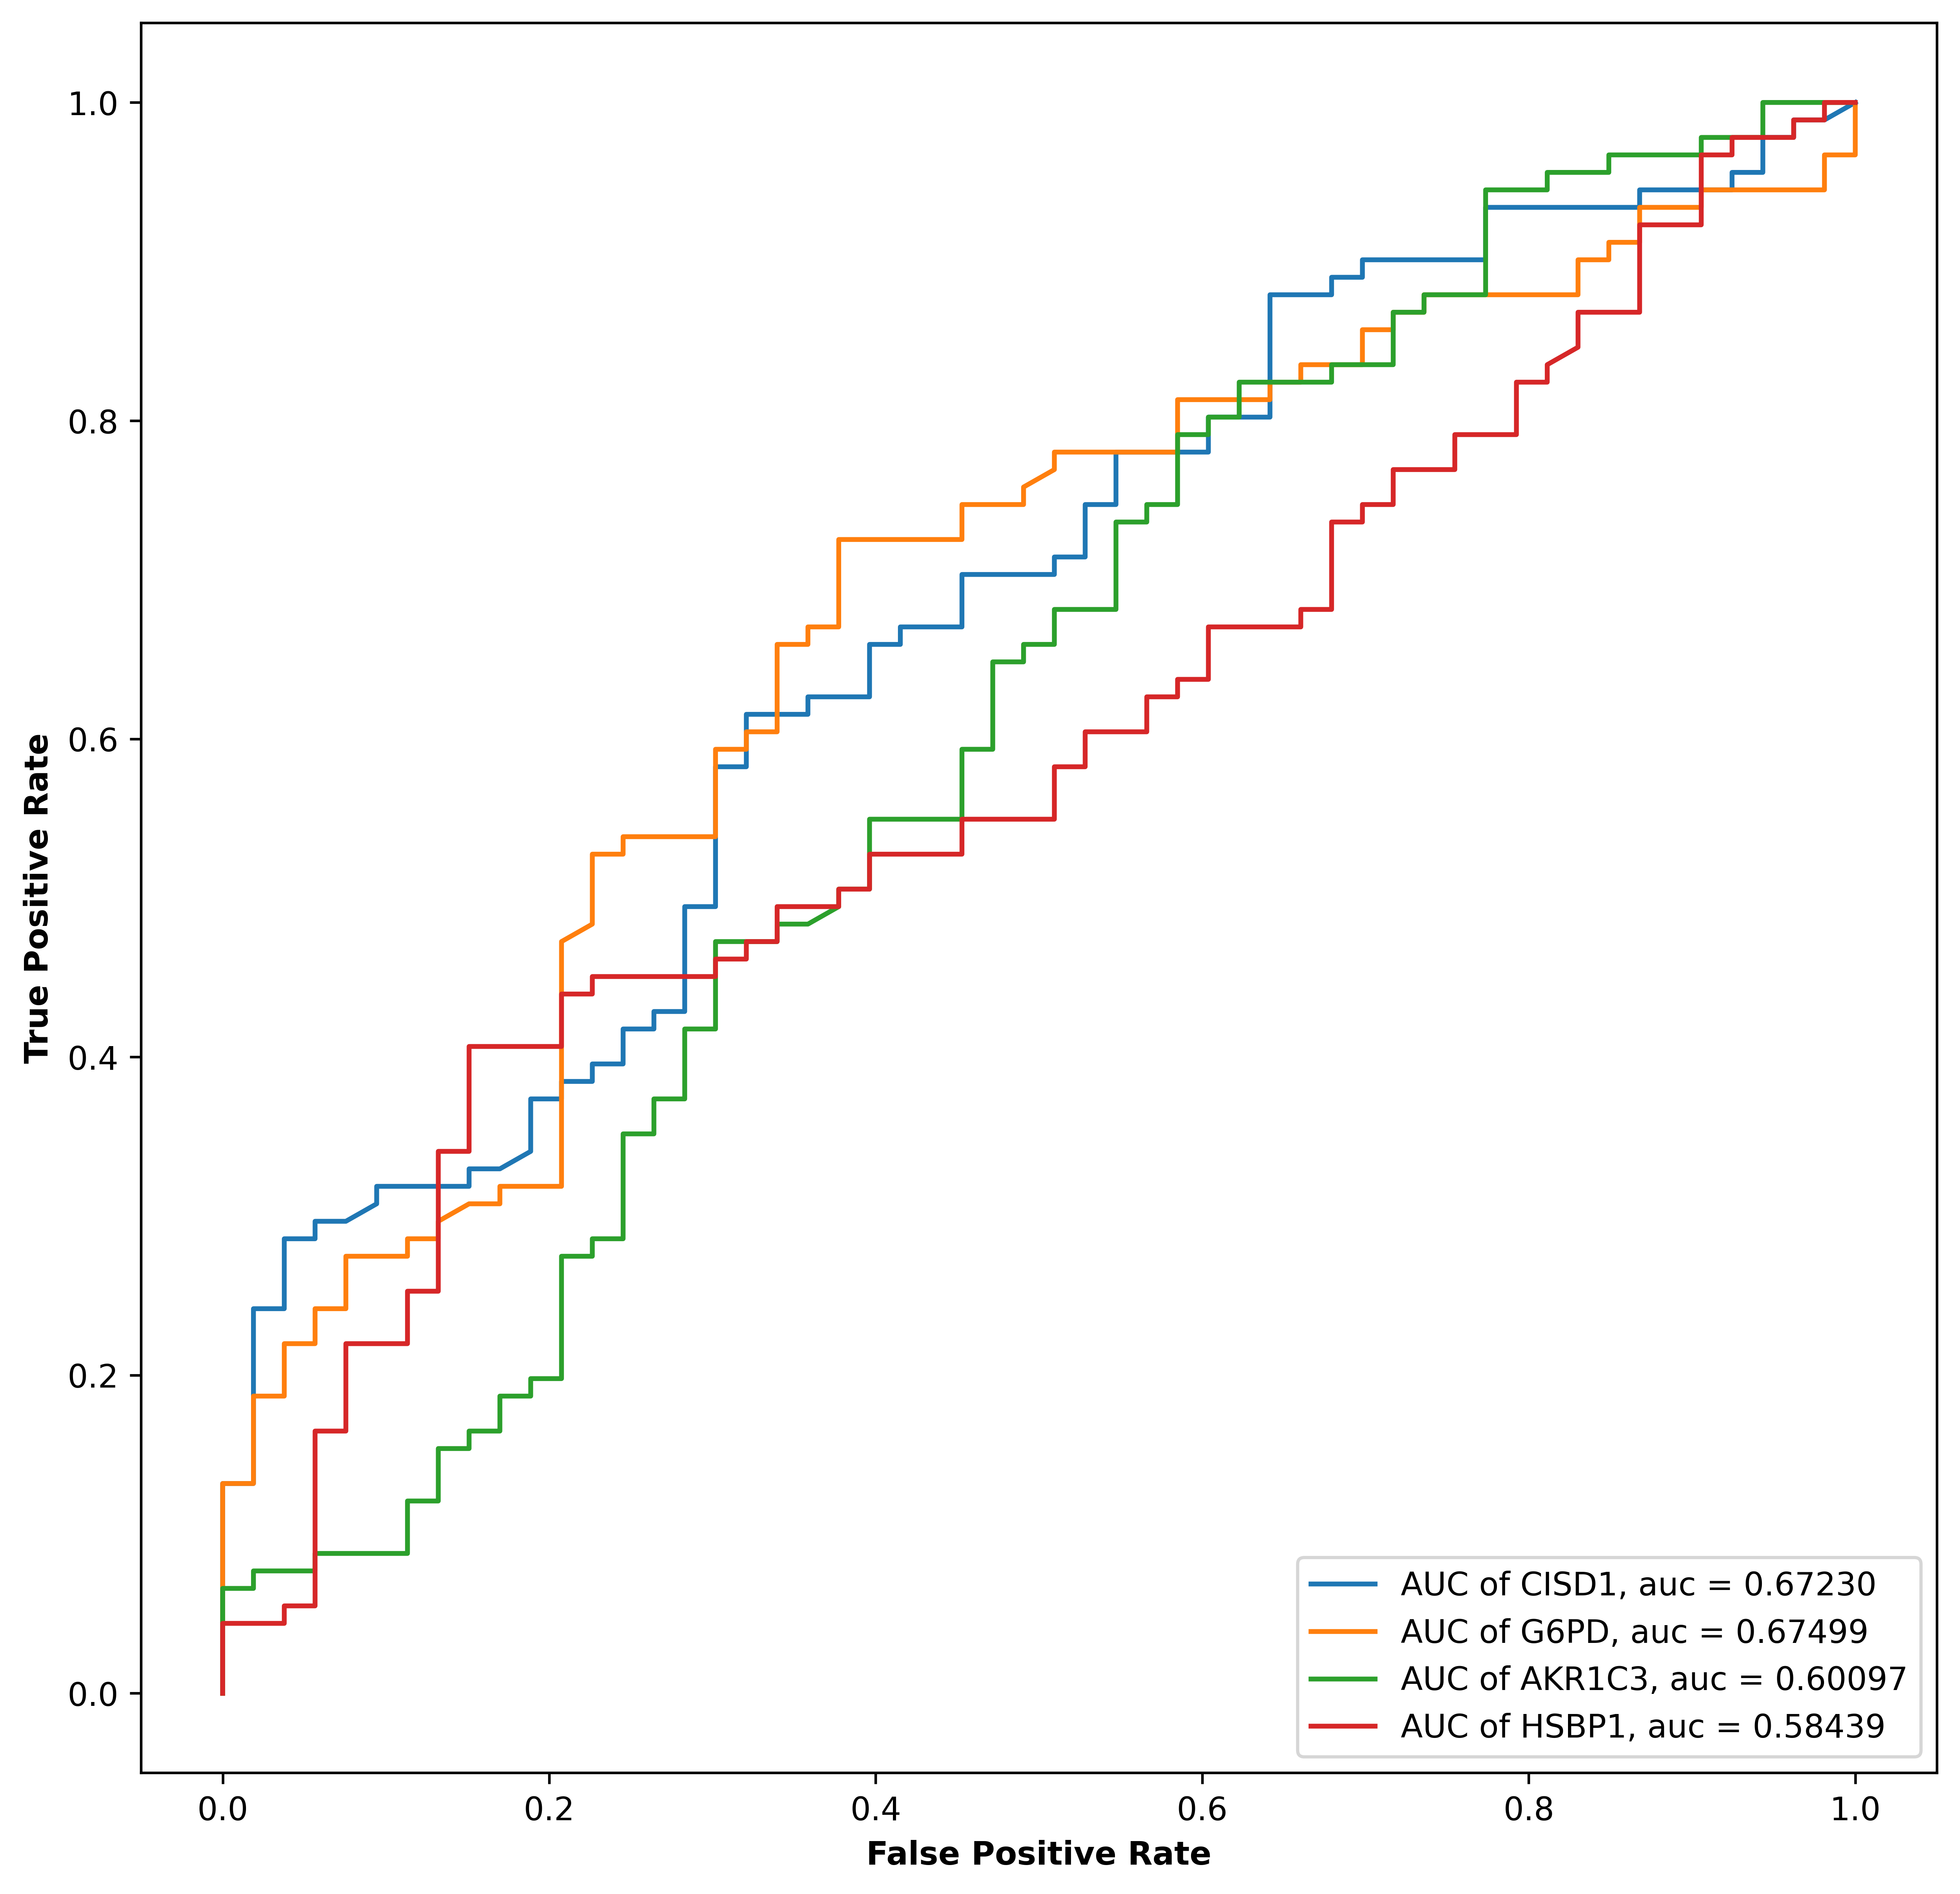 1.0
0.8
0.6
0.4
0.2
0.0
True Positive Rate
0.0 0.2 0.4 0.6 0.8 1.0
False Positive Rate
AUC of CISD1, auc = 0.67230
AUC of G6PD, auc = 0.67499
AUC of AKR1C3, auc = 0.60097
AUC of HSBP1, auc = 0.58439